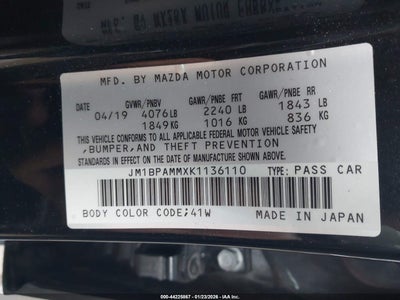 MFD. BY MAZDA MOTOR CORPORATION
GVWR/PNBV GAWR/PNBE FRT GAWR/PNBE RR
04/19 4076LB 2240 LB 1843 LB
1849KG 1016 KG 836 KG
THIS VEHICLE CONFORMS TO ALL APPLICABLE FEDERAL MOTOR VEHICLE SAFETY
,BUMPER,AND THEFT PREVENTION
STANDARDS IN EFFECT ON THE DATE OF MANUFACTURE SHOWN ABOVE.
JM1BPAMMXK1136110 TYPE: PASS CAR
BODY COLOR CODE;41W MADE IN JAPAN
000-44225867 - 01/23/2026 - IAA, Inc.